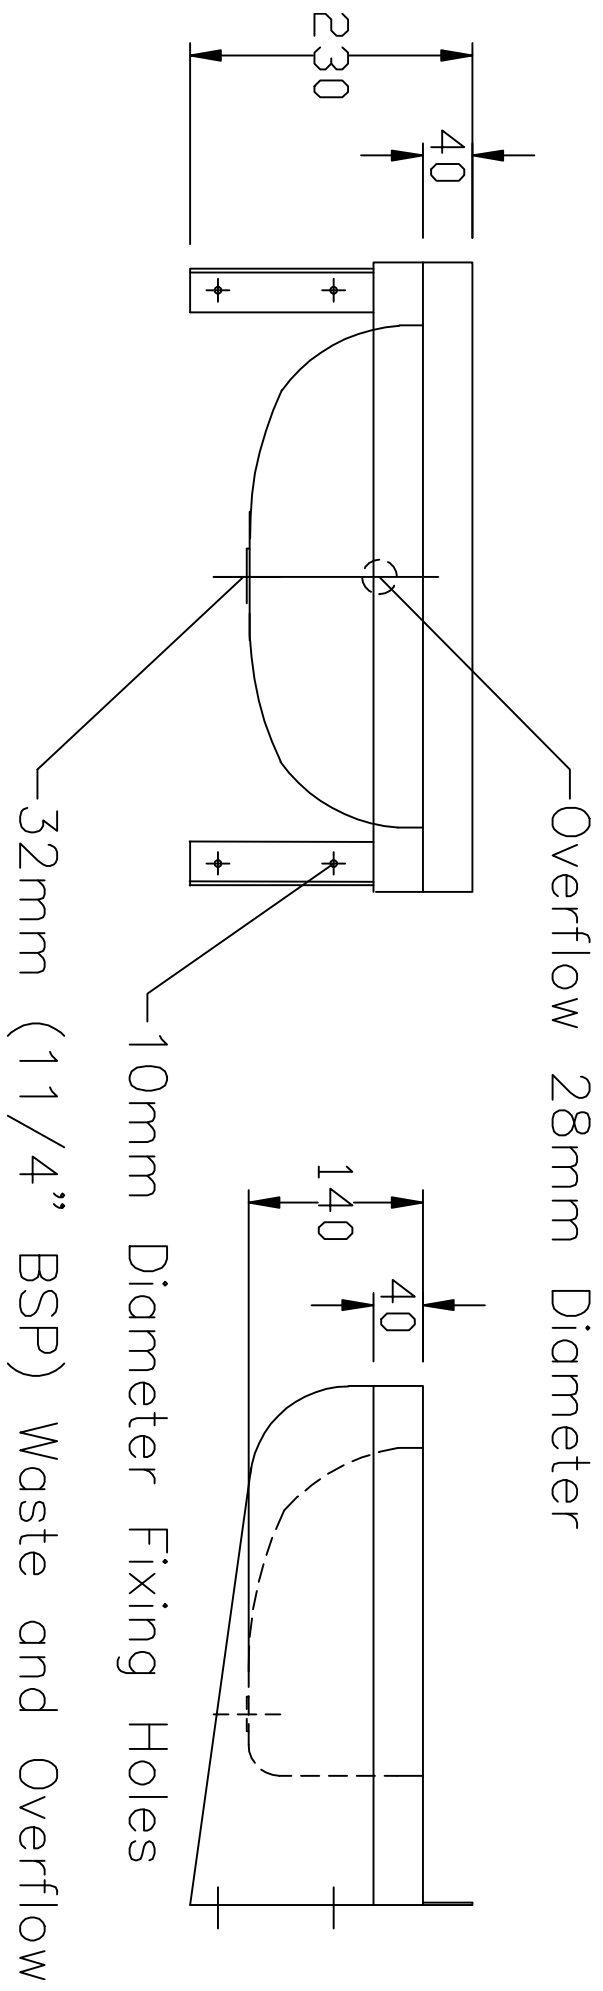 230
40
Overflow 28mm Diameter
140
40
10mm Diameter Fixing Holes
32mm (11/4" BSP) Waste and Overflow